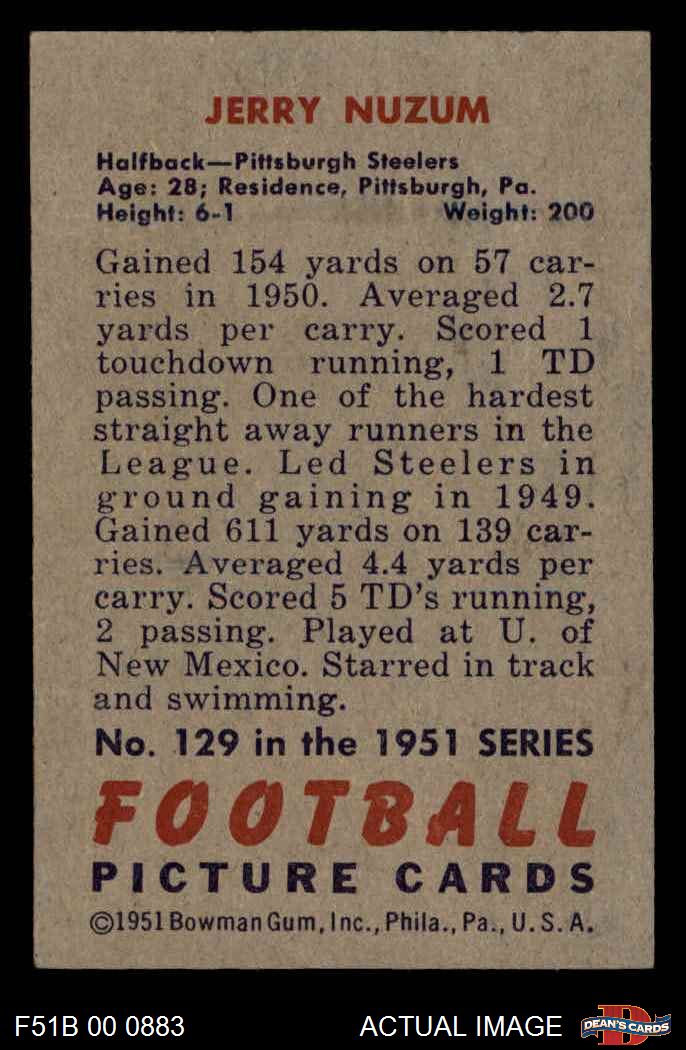 JERRY NUZUM
Halfback—Pittsburgh Steelers
Age: 28; Residence, Pittsburgh, Pa.
Height: 6-1 Weight: 200
Gained 154 yards on 57 car-
ries in 1950. Averaged 2.7
yards per carry. Scored 1
touchdown running, 1 TD
passing. One of the hardest
straight away runners in the
League. Led Steelers in
ground gaining in 1949.
Gained 611 yards on 139 car-
ries. Averaged 4.4 yards per
carry. Scored 5 TD's running,
2 passing. Played at U. of
New Mexico. Starred in track
and swimming.
No. 129 in the 1951 SERIES
FOOTBALL
PICTURE CARDS
©1951 Bowman Gum, Inc., Phila., Pa., U. S. A.
F51B 00 0883 ACTUAL IMAGE D DEAN'S CARDS